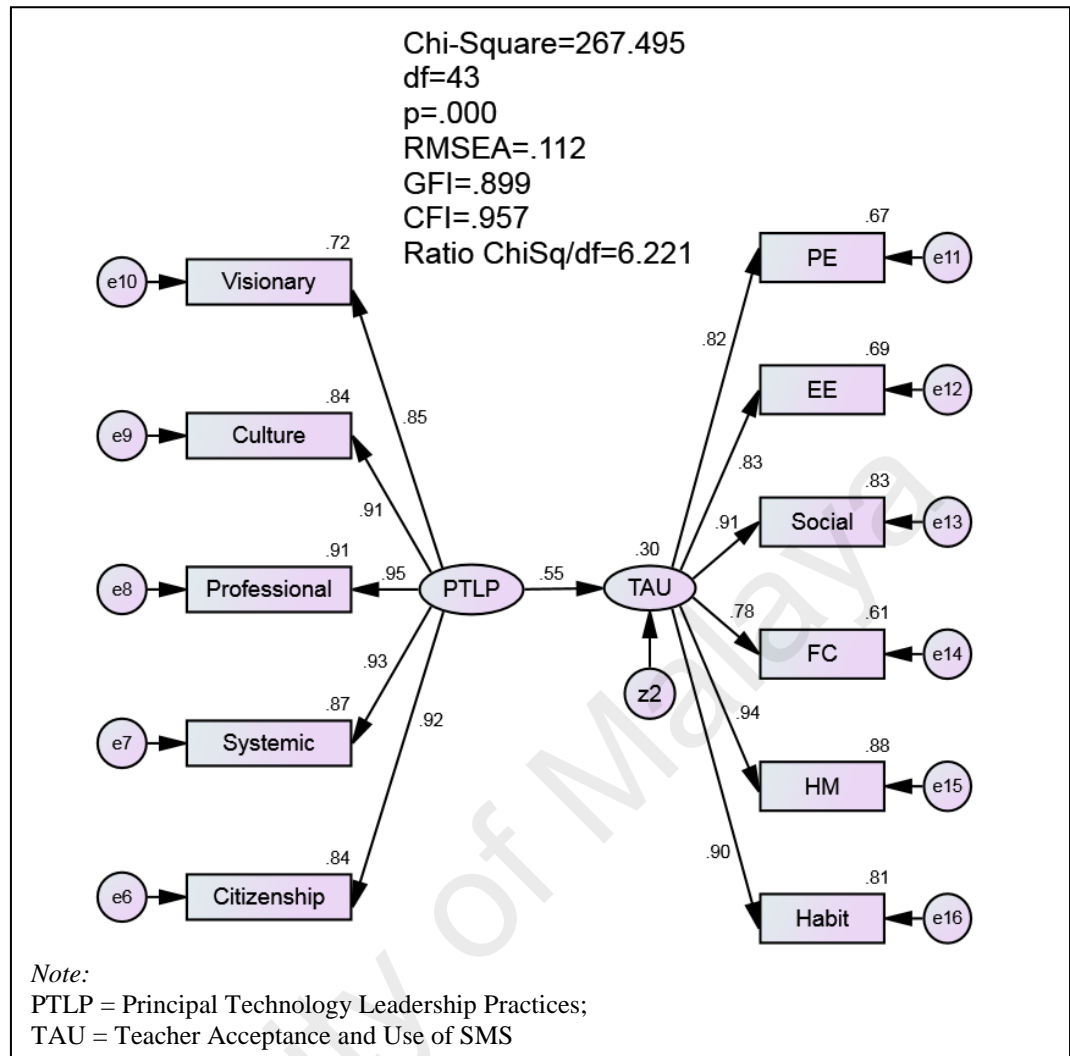 Chi-Square=267.495
df=43
p=.000
RMSEA=.112
GFI=.899
CFI=.957
Ratio ChiSq/df=6.221
.72
e10
Visionary
.85
.84
e9
Culture
.91
.91
e8
Professional
.95
.87
e7
Systemic
.93
.84
e6
Citizenship
.92
PTLP
.55
.30
TAU
z2
.67
PE
e11
.82
.69
EE
e12
.83
.83
Social
e13
.91
.61
FC
e14
.78
.88
HM
e15
.94
.81
Habit
e16
.90
Note:
PTLP = Principal Technology Leadership Practices;
TAU = Teacher Acceptance and Use of SMS
ity of Malaya